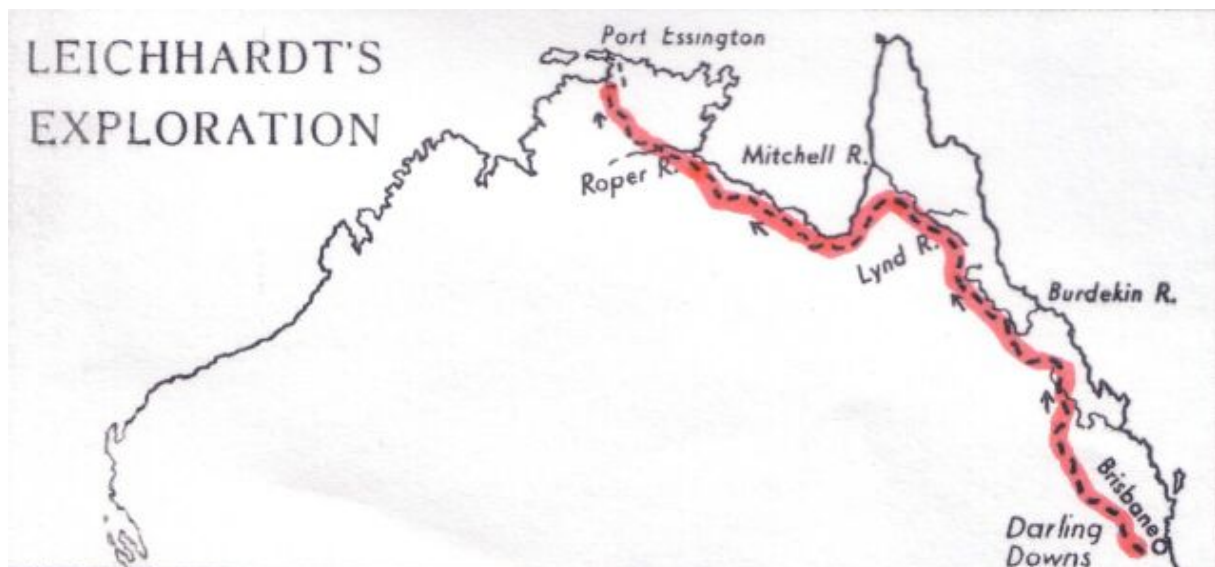 LEICHHARDT'S
EXPLORATION
Port Essington
Mitchell R.
Roper R.
Lynd R.
Burdekin R.
Brisbane
Darling
Downs